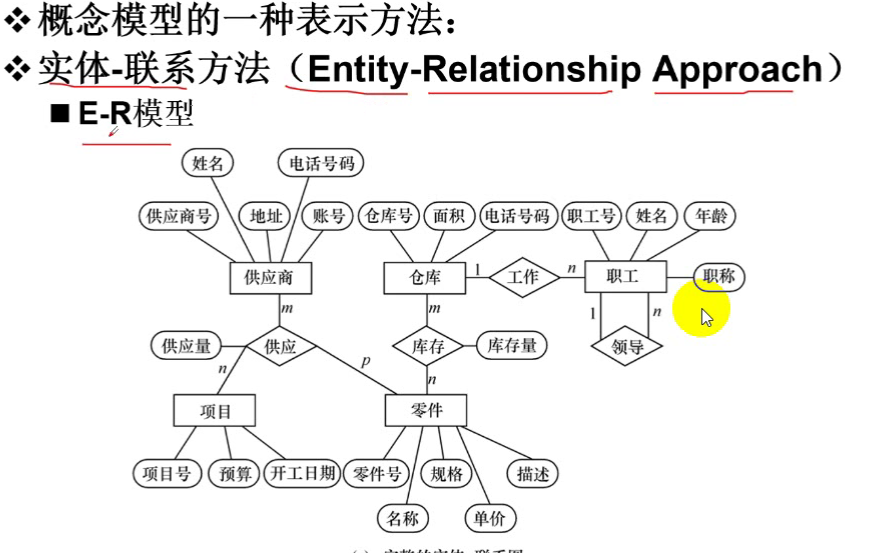 ❖概念模型的一种表示方法：
❖实体-联系方法（Entity-Relationship Approach）
■ E-R模型
姓名 电话号码
供应商号 地址 账号 仓库号 面积 电话号码 职工号 姓名 年龄
供应商 仓库 1 工作 n 职工 职称
m m 1 n
供应量 供应 库存 库存量 领导
n p n
项目 零件
项目号 预算 开工日期 零件号 规格 描述
名称 单价